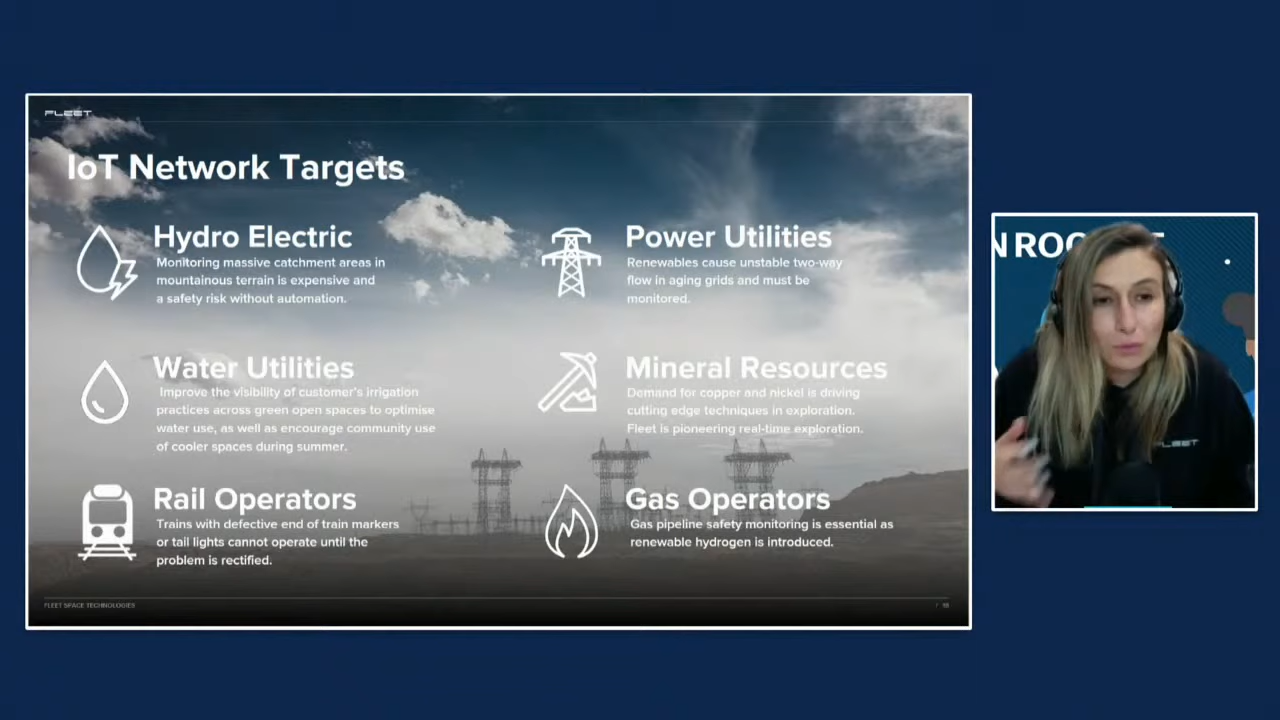 FLEET
IoT Network Targets
Hydro Electric
Monitoring massive catchment areas in
mountainous terrain is expensive and
a safety risk without automation.
Power Utilities
Renewables cause unstable two-way
flow in aging grids and must be
monitored.
Water Utilities
Improve the visibility of customer's irrigation
practices across green open spaces to optimise
water use, as well as encourage community use
of cooler spaces during summer.
Mineral Resources
Demand for copper and nickel is driving
cutting edge techniques in exploration.
Fleet is pioneering real-time exploration.
Rail Operators
Trains with defective end of train markers
or tail lights cannot operate until the
problem is rectified.
Gas Operators
Gas pipeline safety monitoring is essential as
renewable hydrogen is introduced.
FLEET SPACE TECHNOLOGIES
FLEET